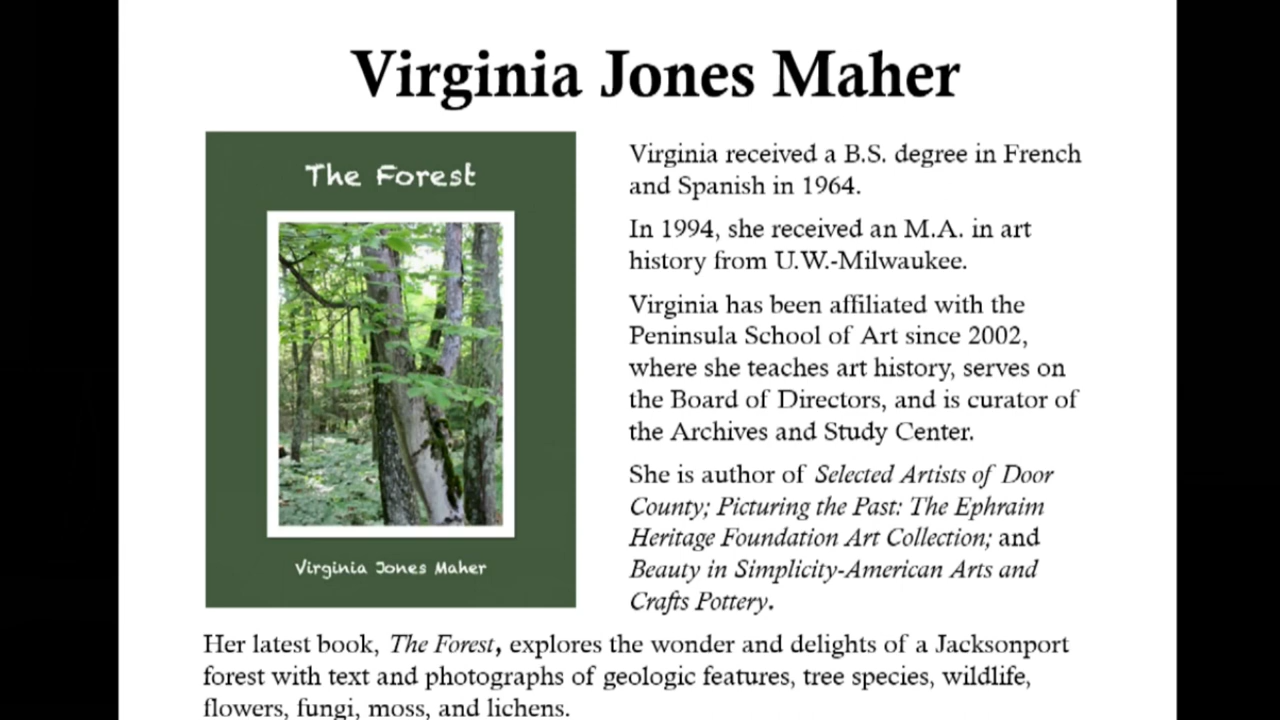 Virginia Jones Maher
The Forest
Virginia Jones Maher
Virginia received a B.S. degree in French
and Spanish in 1964.
In 1994, she received an M.A. in art
history from U.W.-Milwaukee.
Virginia has been affiliated with the
Peninsula School of Art since 2002,
where she teaches art history, serves on
the Board of Directors, and is curator of
the Archives and Study Center.
She is author of Selected Artists of Door
County; Picturing the Past: The Ephraim
Heritage Foundation Art Collection; and
Beauty in Simplicity-American Arts and
Crafts Pottery.
Her latest book, The Forest, explores the wonder and delights of a Jacksonport
forest with text and photographs of geologic features, tree species, wildlife,
flowers, fungi, moss, and lichens.